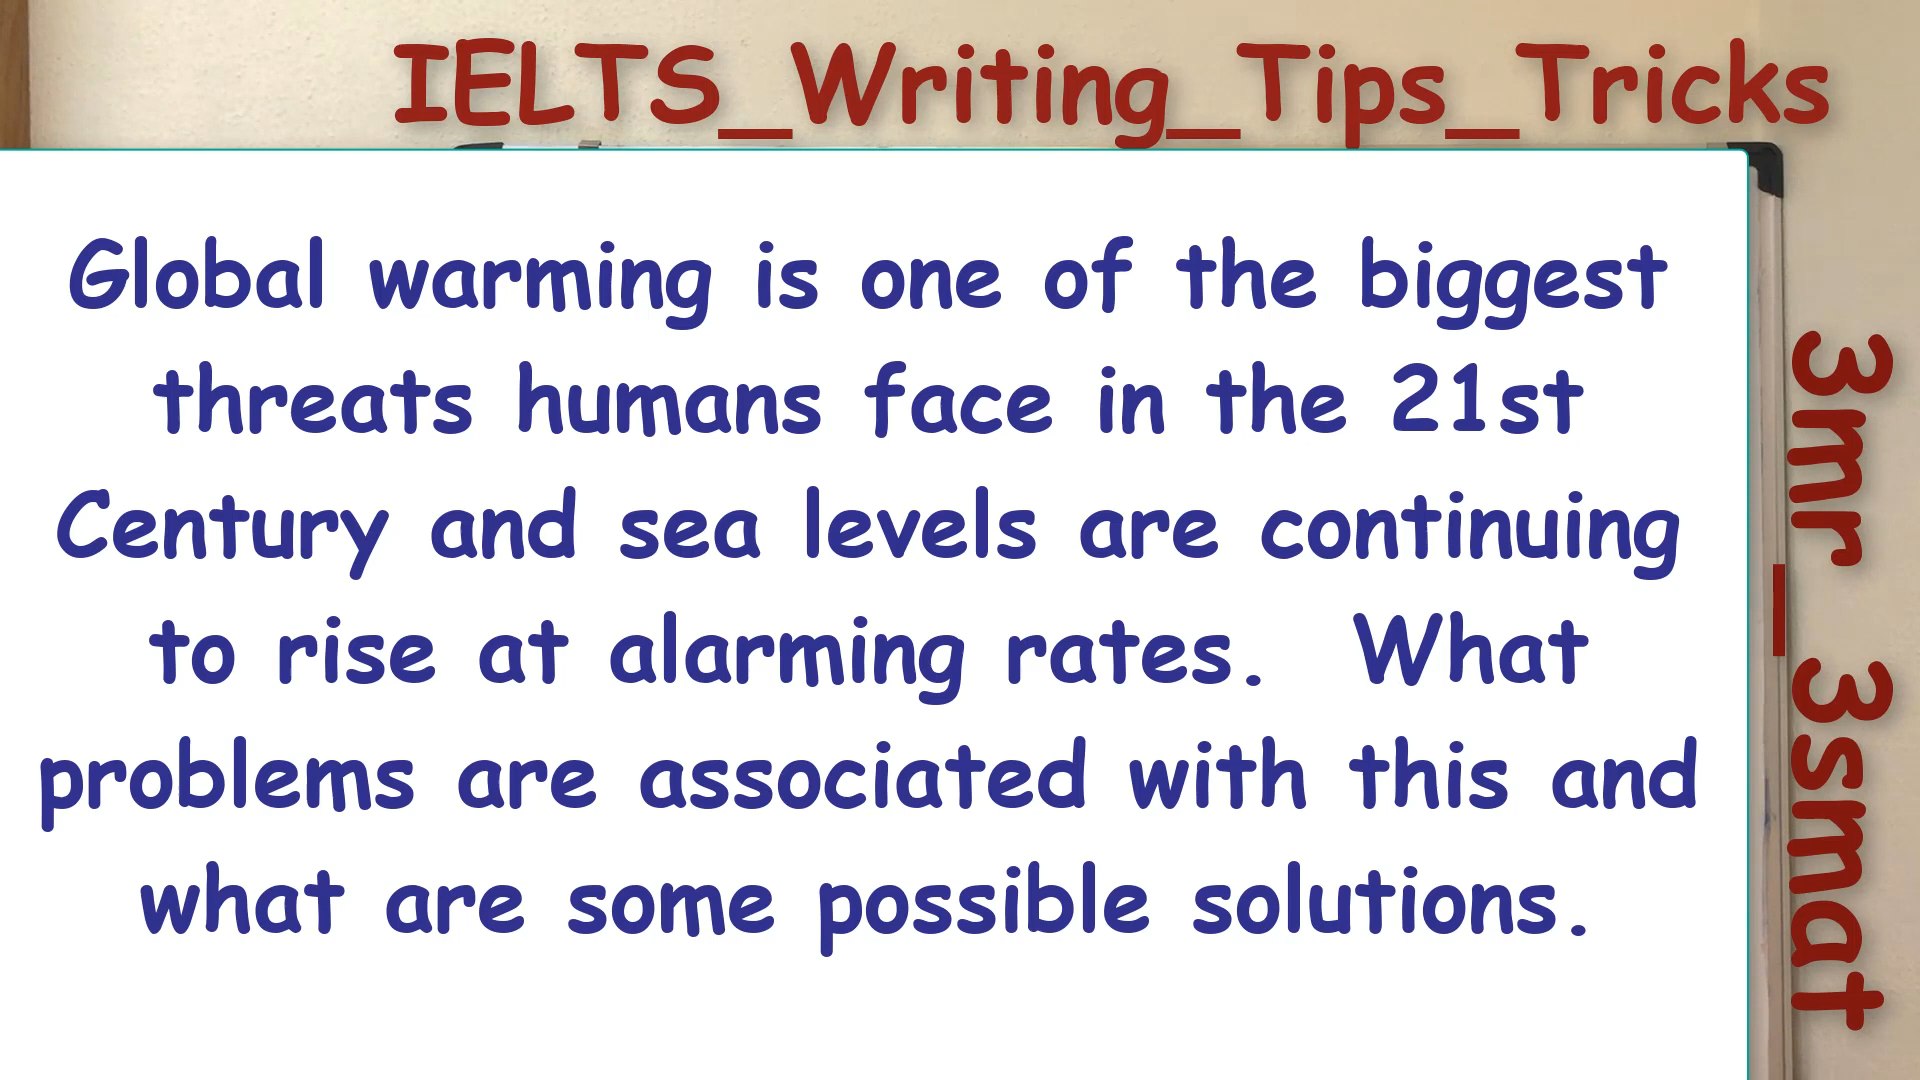 IELTS_Writing_Tips_Tricks
Global warming is one of the biggest
threats humans face in the 21st
Century and sea levels are continuing
to rise at alarming rates.  What
problems are associated with this and
what are some possible solutions.
3mr_3smat